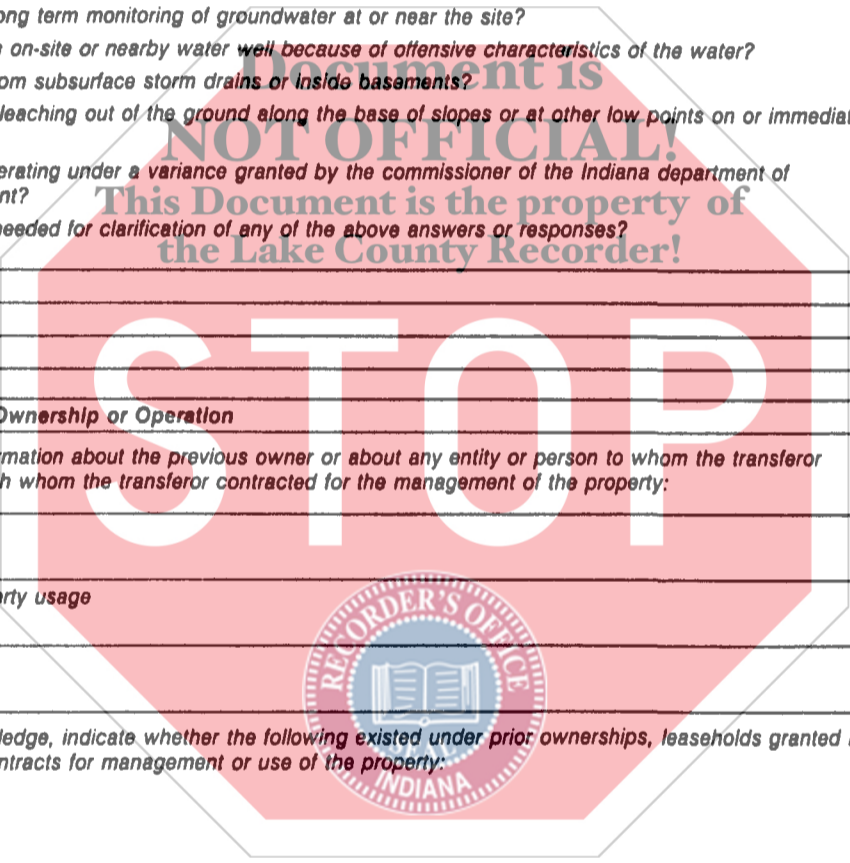 ong term monitoring of groundwater at or near the site?
on-site or nearby water well because of offensive characteristics of the water?
om subsurface storm drains or inside basements?
leaching out of the ground along the base of slopes or at other low points on or immediat
erating under a variance granted by the commissioner of the Indiana department of
nt?
needed for clarification of any of the above answers or responses?
Document is
NOT OFFICIAL!
This Document is the property of
the Lake County Recorder!
STOP
Ownership or Operation
rmation about the previous owner or about any entity or person to whom the transferor
h whom the transferor contracted for the management of the property:
erty usage
RECORDER'S OFFICE
SEAL
INDIANA
ledge, indicate whether the following existed under prior ownerships, leaseholds granted
ntracts for management or use of the property: